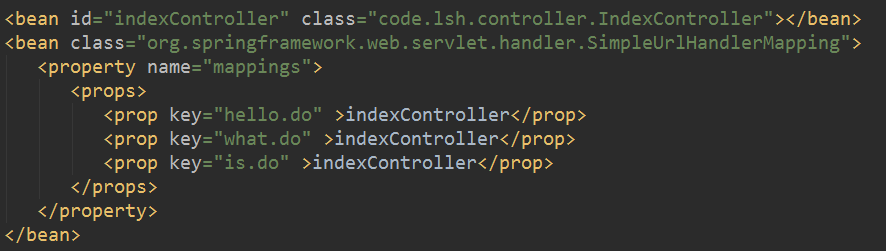 <bean id="indexController" class="code.lsh.controller.IndexController"></bean>
<bean class="org.springframework.web.servlet.handler.SimpleUrlHandlerMapping">
<property name="mappings">
<props>
<prop key="hello.do" >indexController</prop>
<prop key="what.do" >indexController</prop>
<prop key="is.do" >indexController</prop>
</props>
</property>
</bean>